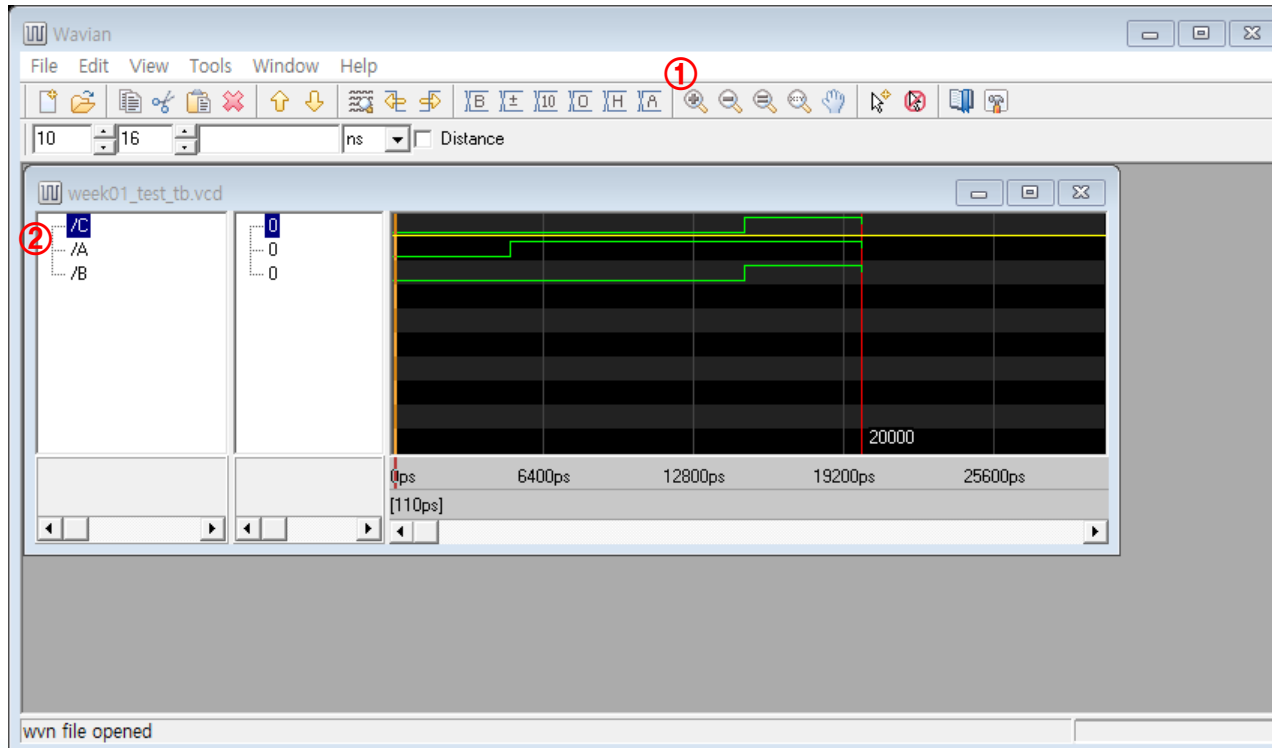 Wavian
File Edit View Tools Window Help
①
B ± 10 O H A
10 16 ns Distance
week01_test_tb.vcd
②
/C 0
/A 0
/B 0
20000
0ps 6400ps 12800ps 19200ps 25600ps
[110ps]
wvn file opened